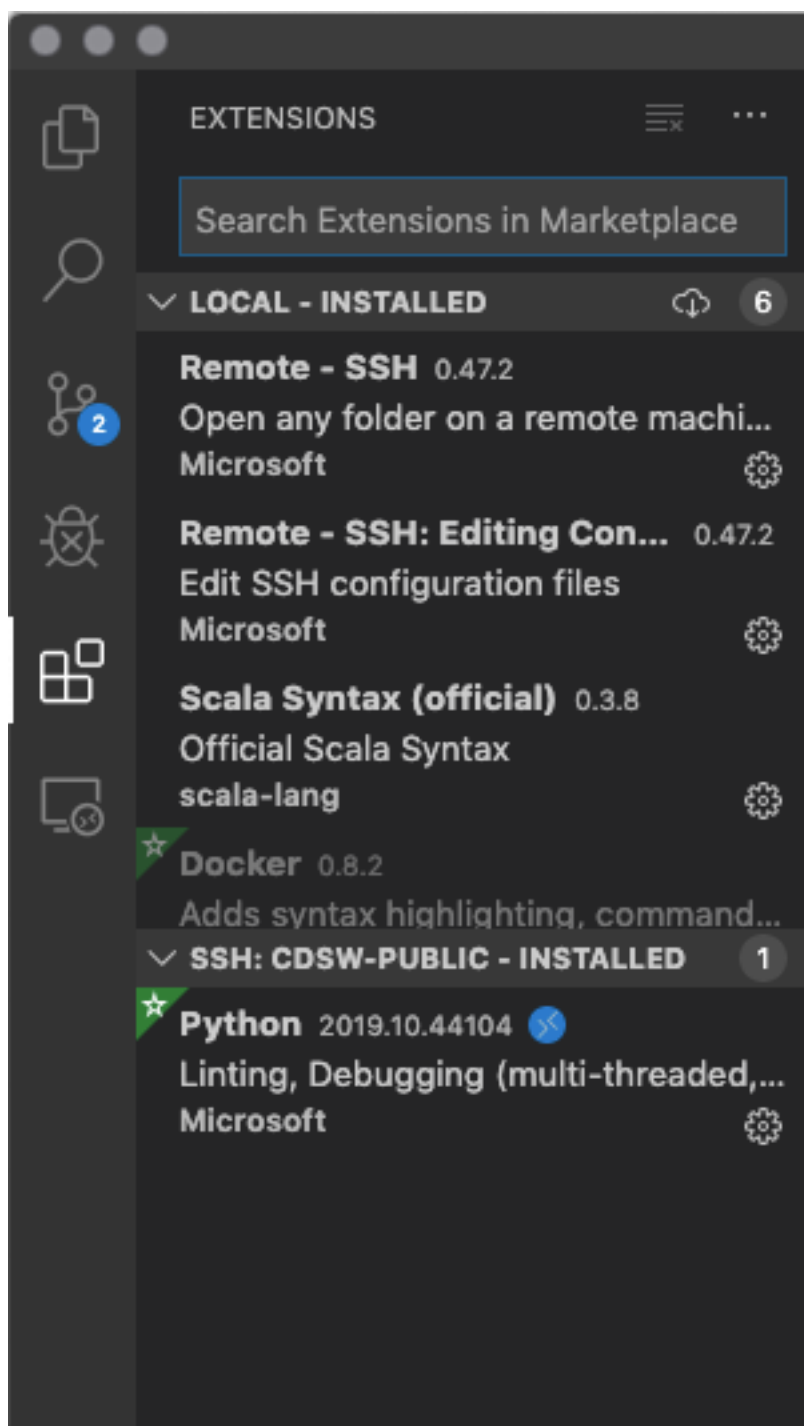 EXTENSIONS
Search Extensions in Marketplace
LOCAL - INSTALLED 6
Remote - SSH 0.47.2
Open any folder on a remote machi...
Microsoft
2
Remote - SSH: Editing Con... 0.47.2
Edit SSH configuration files
Microsoft
Scala Syntax (official) 0.3.8
Official Scala Syntax
scala-lang
Docker 0.8.2
Adds syntax highlighting, command...
SSH: CDSW-PUBLIC - INSTALLED 1
Python 2019.10.44104
Linting, Debugging (multi-threaded,...
Microsoft